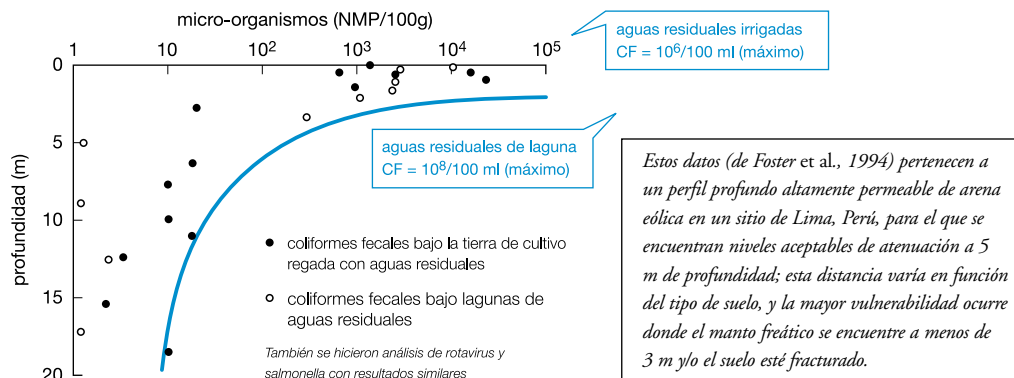 micro-organismos (NMP/100g)
1 10 10² 10³ 10⁴ 10⁵
0
5
10
15
20
profundidad (m)
aguas residuales irrigadas
CF = 10⁶/100 ml (máximo)
aguas residuales de laguna
CF = 10⁸/100 ml (máximo)
coliformes fecales bajo la tierra de cultivo
regada con aguas residuales
coliformes fecales bajo lagunas de
aguas residuales
También se hicieron análisis de rotavirus y
salmonella con resultados similares
Estos datos (de Foster et al., 1994) pertenecen a
un perfil profundo altamente permeable de arena
eólica en un sitio de Lima, Perú, para el que se
encuentran niveles aceptables de atenuación a 5
m de profundidad; esta distancia varía en función
del tipo de suelo, y la mayor vulnerabilidad ocurre
donde el manto freático se encuentre a menos de
3 m y/o el suelo esté fracturado.